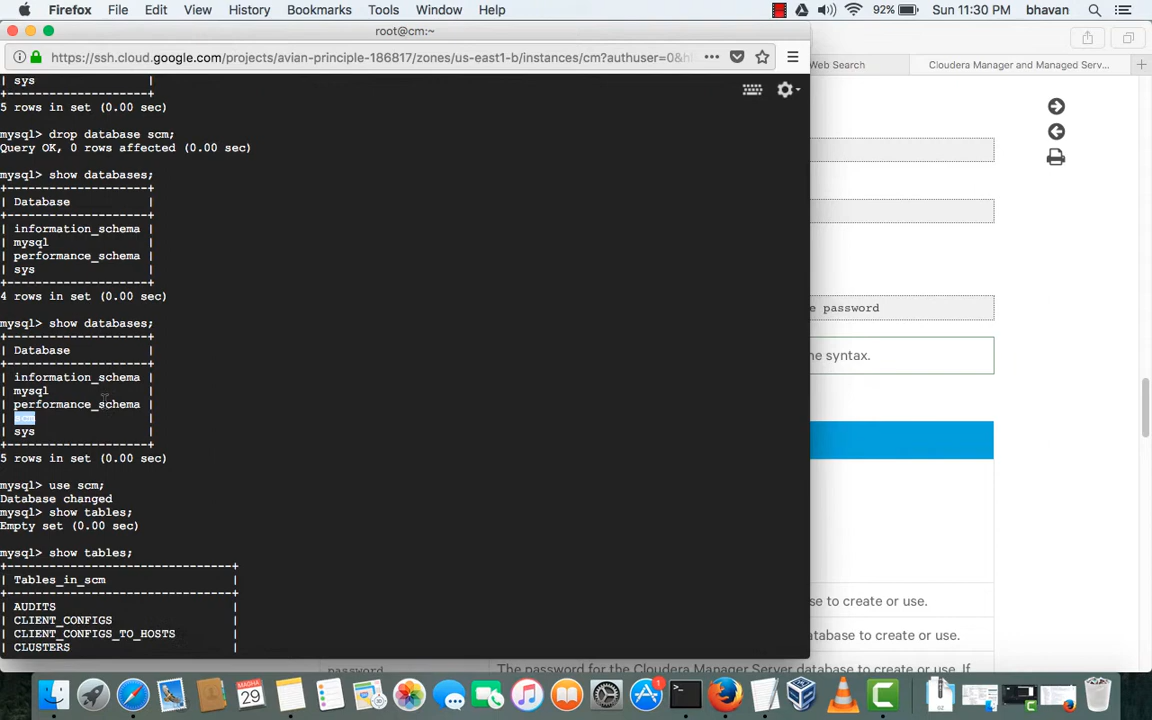 Firefox File Edit View History Bookmarks Tools Window Help 92% Sun 11:30 PM bhavan
root@cm:~
https://ssh.cloud.google.com/projects/avian-principle-186817/zones/us-east1-b/instances/cm?authuser=0&h
Web Search
Cloudera Manager and Managed Serv...
| sys |
+---------------------+
5 rows in set (0.00 sec)
mysql> drop database scm;
Query OK, 0 rows affected (0.00 sec)
mysql> show databases;
+--------------------+
| Database |
+--------------------+
| information_schema |
| mysql |
| performance_schema |
| sys |
+--------------------+
4 rows in set (0.00 sec)
mysql> show databases;
+--------------------+
| Database |
+--------------------+
| information_schema |
| mysql |
| performance_schema |
| scm |
| sys |
+--------------------+
5 rows in set (0.00 sec)
mysql> use scm;
Database changed
mysql> show tables;
Empty set (0.00 sec)
mysql> show tables;
+--------------------------------+
| Tables_in_scm |
+--------------------------------+
| AUDITS |
| CLIENT_CONFIGS |
| CLIENT_CONFIGS_TO_HOSTS |
| CLUSTERS |
e password
he syntax.
se to create or use.
atabase to create or use.
password
The password for the Cloudera Manager Server database to create or use. If
MAGHA
29
1